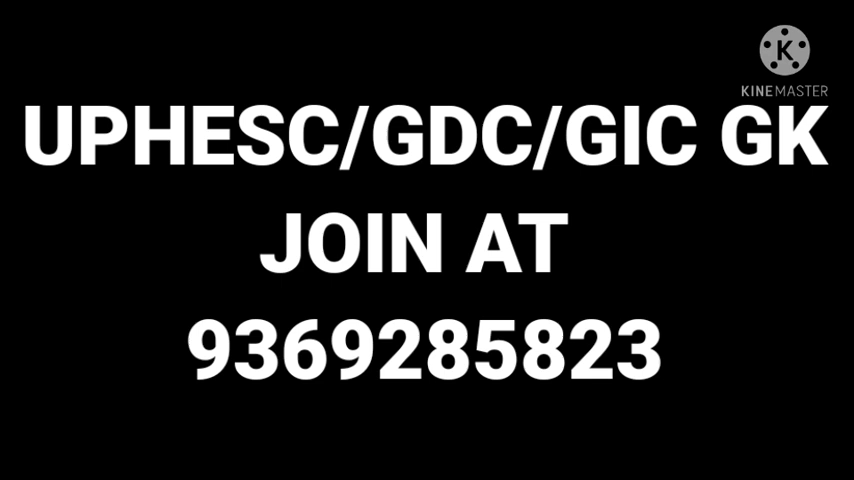 K
KINEMASTER
UPHESC/GDC/GIC GK
JOIN AT
9369285823